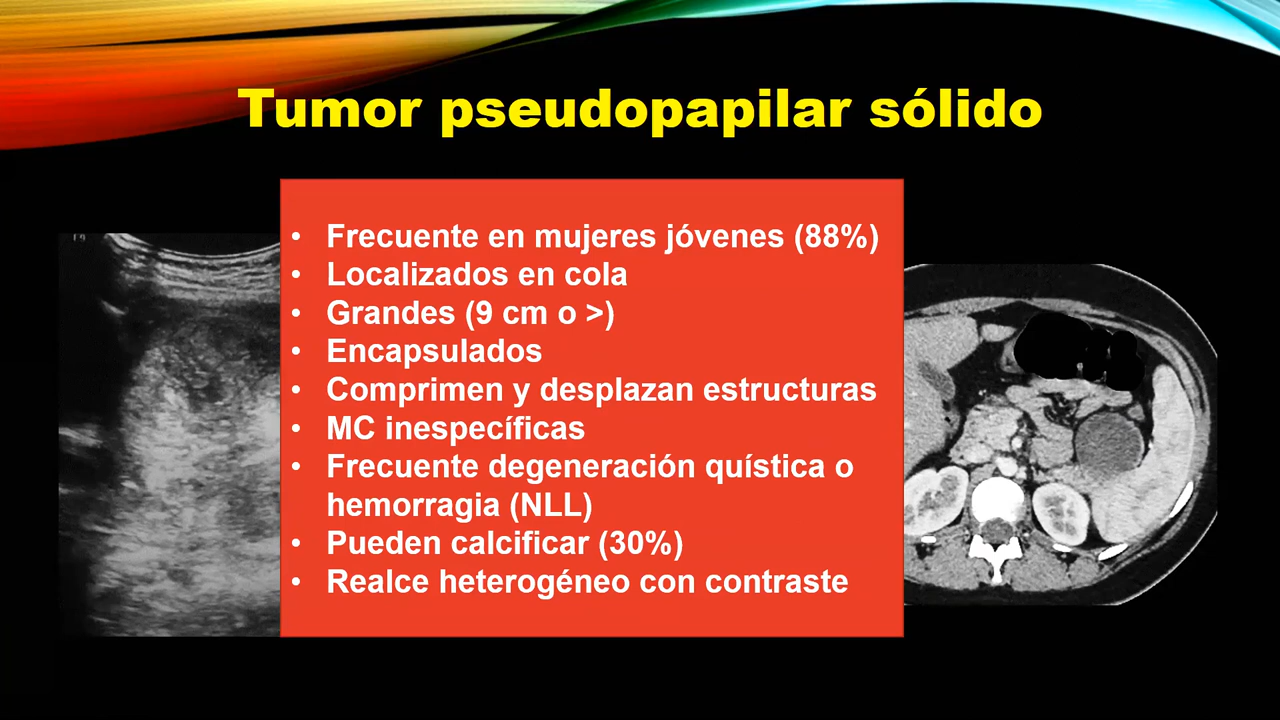 Tumor pseudopapilar sólido
• Frecuente en mujeres jóvenes (88%)
• Localizados en cola
• Grandes (9 cm o >)
• Encapsulados
• Comprimen y desplazan estructuras
• MC inespecíficas
• Frecuente degeneración quística o
hemorragia (NLL)
• Pueden calcificar (30%)
• Realce heterogéneo con contraste